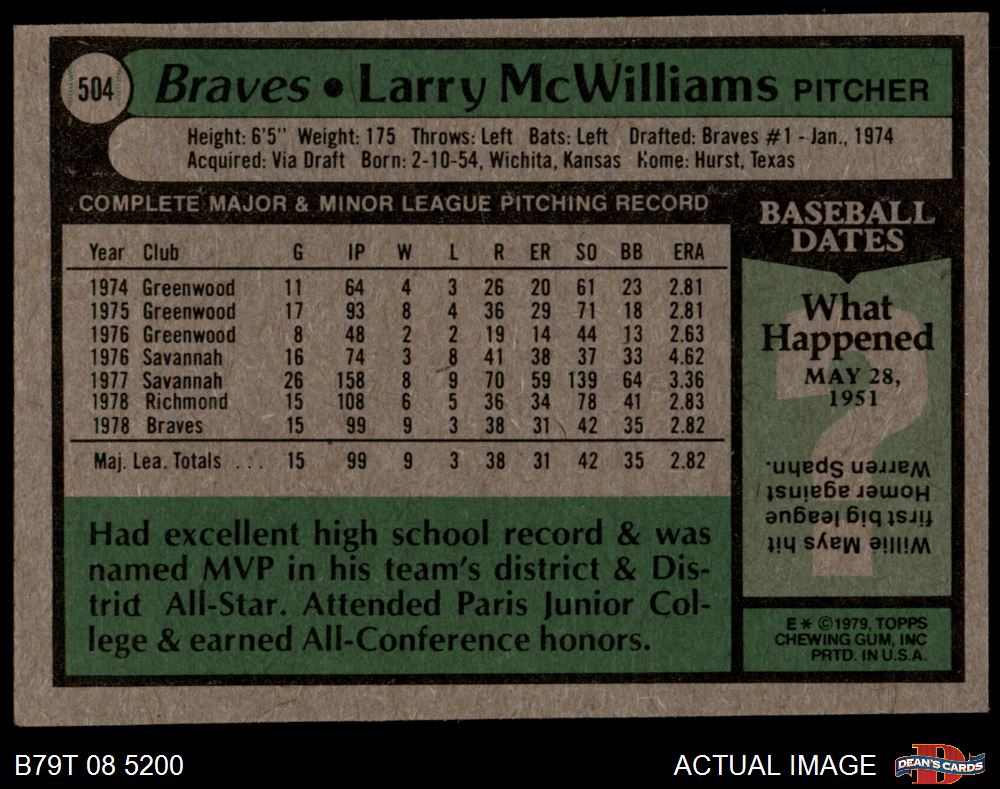 504 Braves • Larry McWilliams PITCHER
Height: 6'5" Weight: 175 Throws: Left Bats: Left Drafted: Braves #1 - Jan., 1974
Acquired: Via Draft Born: 2-10-54, Wichita, Kansas Home: Hurst, Texas
COMPLETE MAJOR & MINOR LEAGUE PITCHING RECORD
Year Club G IP W L R ER SO BB ERA
1974 Greenwood 11 64 4 3 26 20 61 23 2.81
1975 Greenwood 17 93 8 4 36 29 71 18 2.81
1976 Greenwood 8 48 2 2 19 14 44 13 2.63
1976 Savannah 16 74 3 8 41 38 37 33 4.62
1977 Savannah 26 158 8 9 70 59 139 64 3.36
1978 Richmond 15 108 6 5 36 34 78 41 2.83
1978 Braves 15 99 9 3 38 31 42 35 2.82
Maj. Lea. Totals ... 15 99 9 3 38 31 42 35 2.82
Had excellent high school record & was
named MVP in his team's district & Dis-
trict All-Star. Attended Paris Junior Col-
lege & earned All-Conference honors.
BASEBALL
DATES
What
Happened
MAY 28,
1951
?
Willie Mays hit
first big league
Homer against
Warren Spahn.
E * ©1979, TOPPS
CHEWING GUM, INC
PRTD. IN U.S.A.
B79T 08 5200
ACTUAL IMAGE
D
DEAN'S CARDS